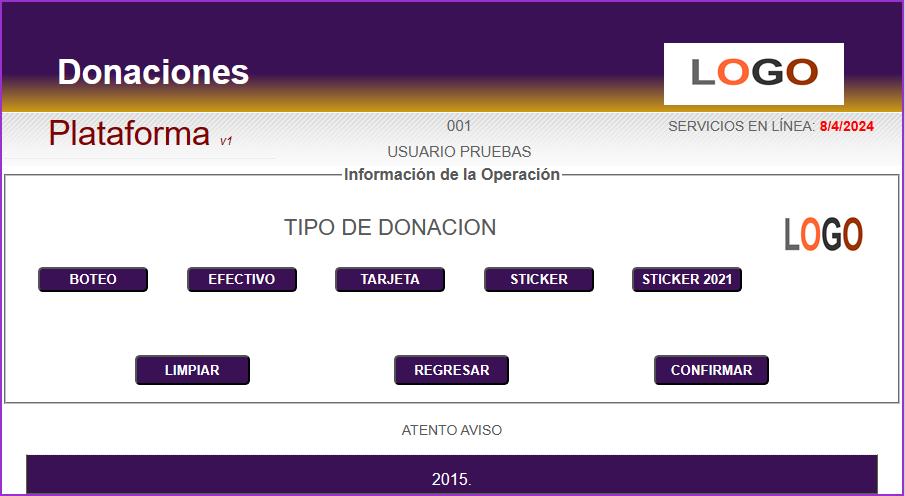 Donaciones
LOGO
Plataforma v1
001
SERVICIOS EN LÍNEA: 8/4/2024
USUARIO PRUEBAS
Información de la Operación
TIPO DE DONACION
LOGO
BOTEO EFECTIVO TARJETA STICKER STICKER 2021
LIMPIAR REGRESAR CONFIRMAR
ATENTO AVISO
2015.